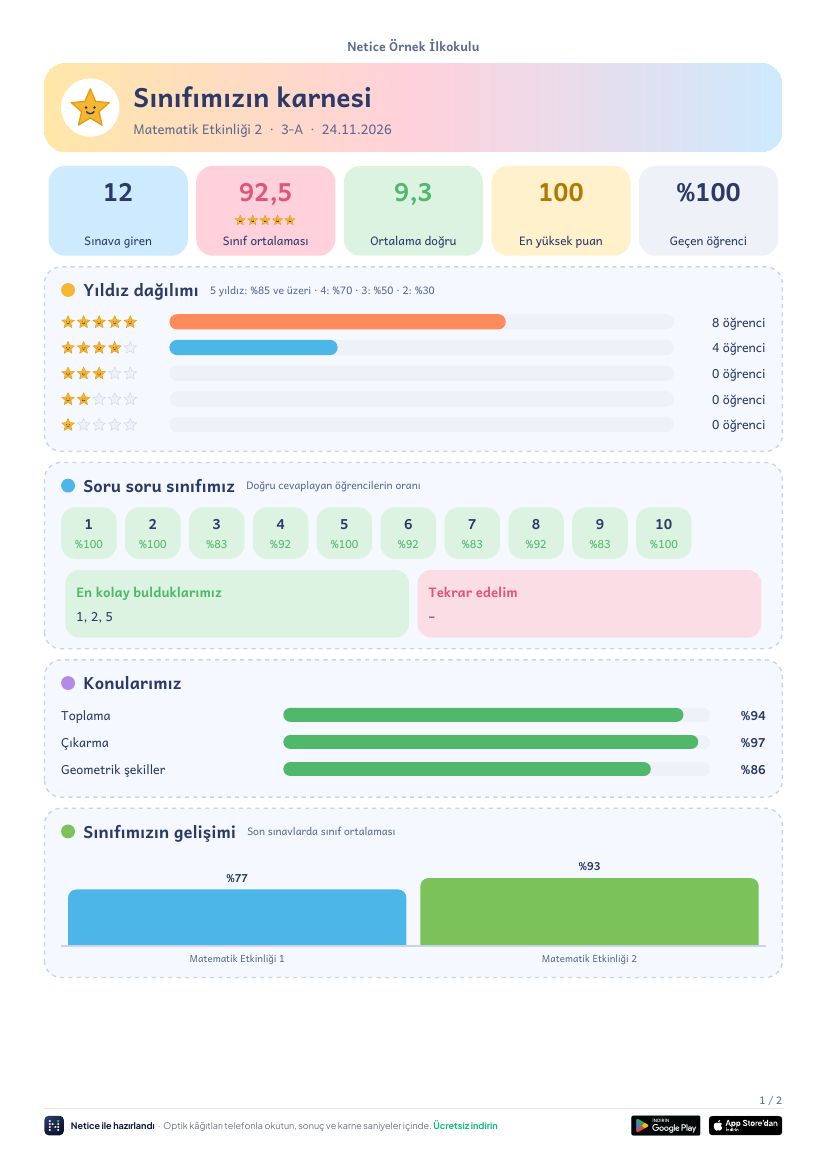 Netice Örnek İlkokulu
Sınıfımızın karnesi
Matematik Etkinliği 2 · 3-A · 24.11.2026
12
Sınava giren
92,5
Sınıf ortalaması
9,3
Ortalama doğru
100
En yüksek puan
%100
Geçen öğrenci
Yıldız dağılımı 5 yıldız: %85 ve üzeri · 4: %70 · 3: %50 · 2: %30
8 öğrenci
4 öğrenci
0 öğrenci
0 öğrenci
0 öğrenci
Soru soru sınıfımız Doğru cevaplayan öğrencilerin oranı
1 2 3 4 5 6 7 8 9 10
%100 %100 %83 %92 %100 %92 %83 %92 %83 %100
En kolay bulduklarımız
1, 2, 5
Tekrar edelim
–
Konularımız
Toplama %94
Çıkarma %97
Geometrik şekiller %86
Sınıfımızın gelişimi Son sınavlarda sınıf ortalaması
%77
%93
Matematik Etkinliği 1
Matematik Etkinliği 2
1 / 2
Netice ile hazırlandı · Optik kâğıtları telefonla okutun, sonuç ve karne saniyeler içinde. Ücretsiz indirin
İNDİRİN
Google Play
App Store'dan
İndirin